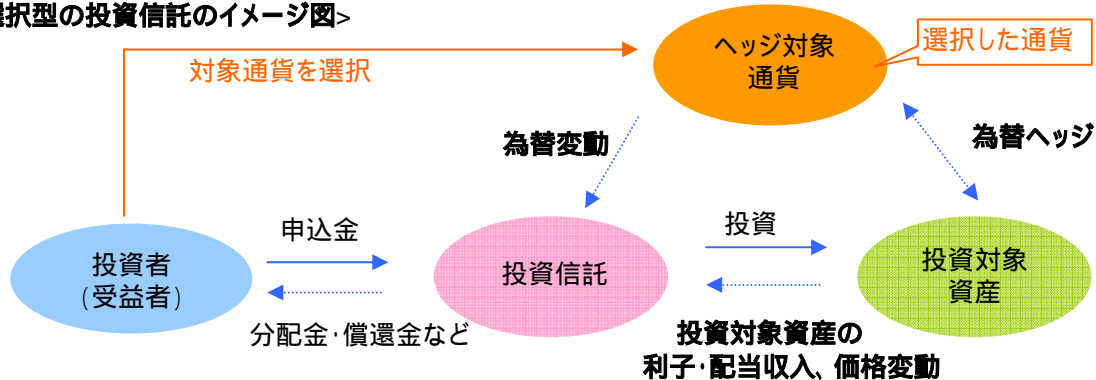 択型の投資信託のイメージ図>
ヘッジ対象
通貨
選択した通貨
対象通貨を選択
為替変動
為替ヘッジ
申込金
投資
投資者
(受益者)
投資信託
投資対象
資産
分配金・償還金など
投資対象資産の
利子・配当収入、価格変動